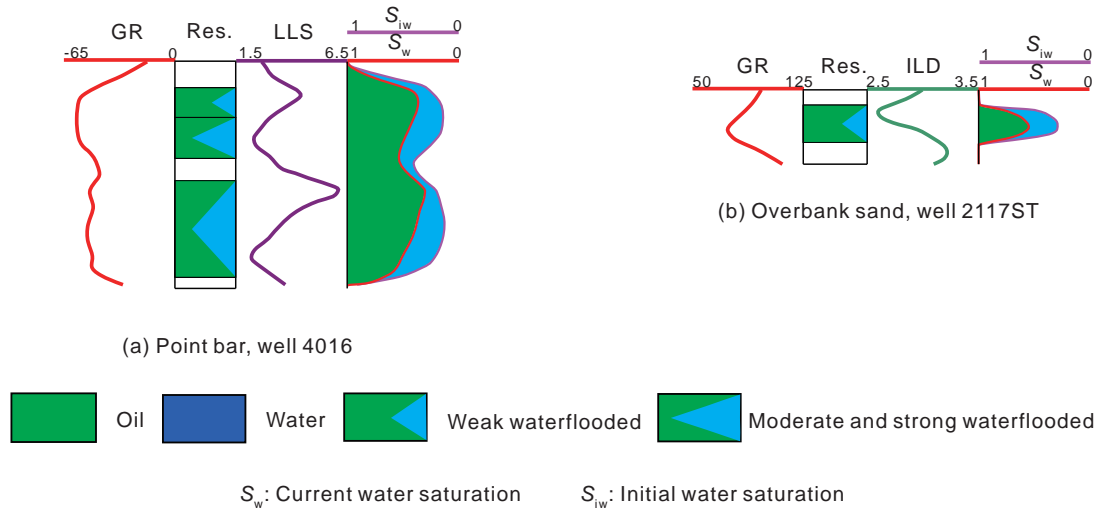 S_iw
1 0
GR Res. LLS S_w
-65 0 1.5 6.5 1 0
(a) Point bar, well 4016
S_iw
1 0
GR Res. ILD S_w
50 125 2.5 3.5 1 0
(b) Overbank sand, well 2117ST
Oil Water Weak waterflooded Moderate and strong waterflooded
S_w: Current water saturation S_iw: Initial water saturation